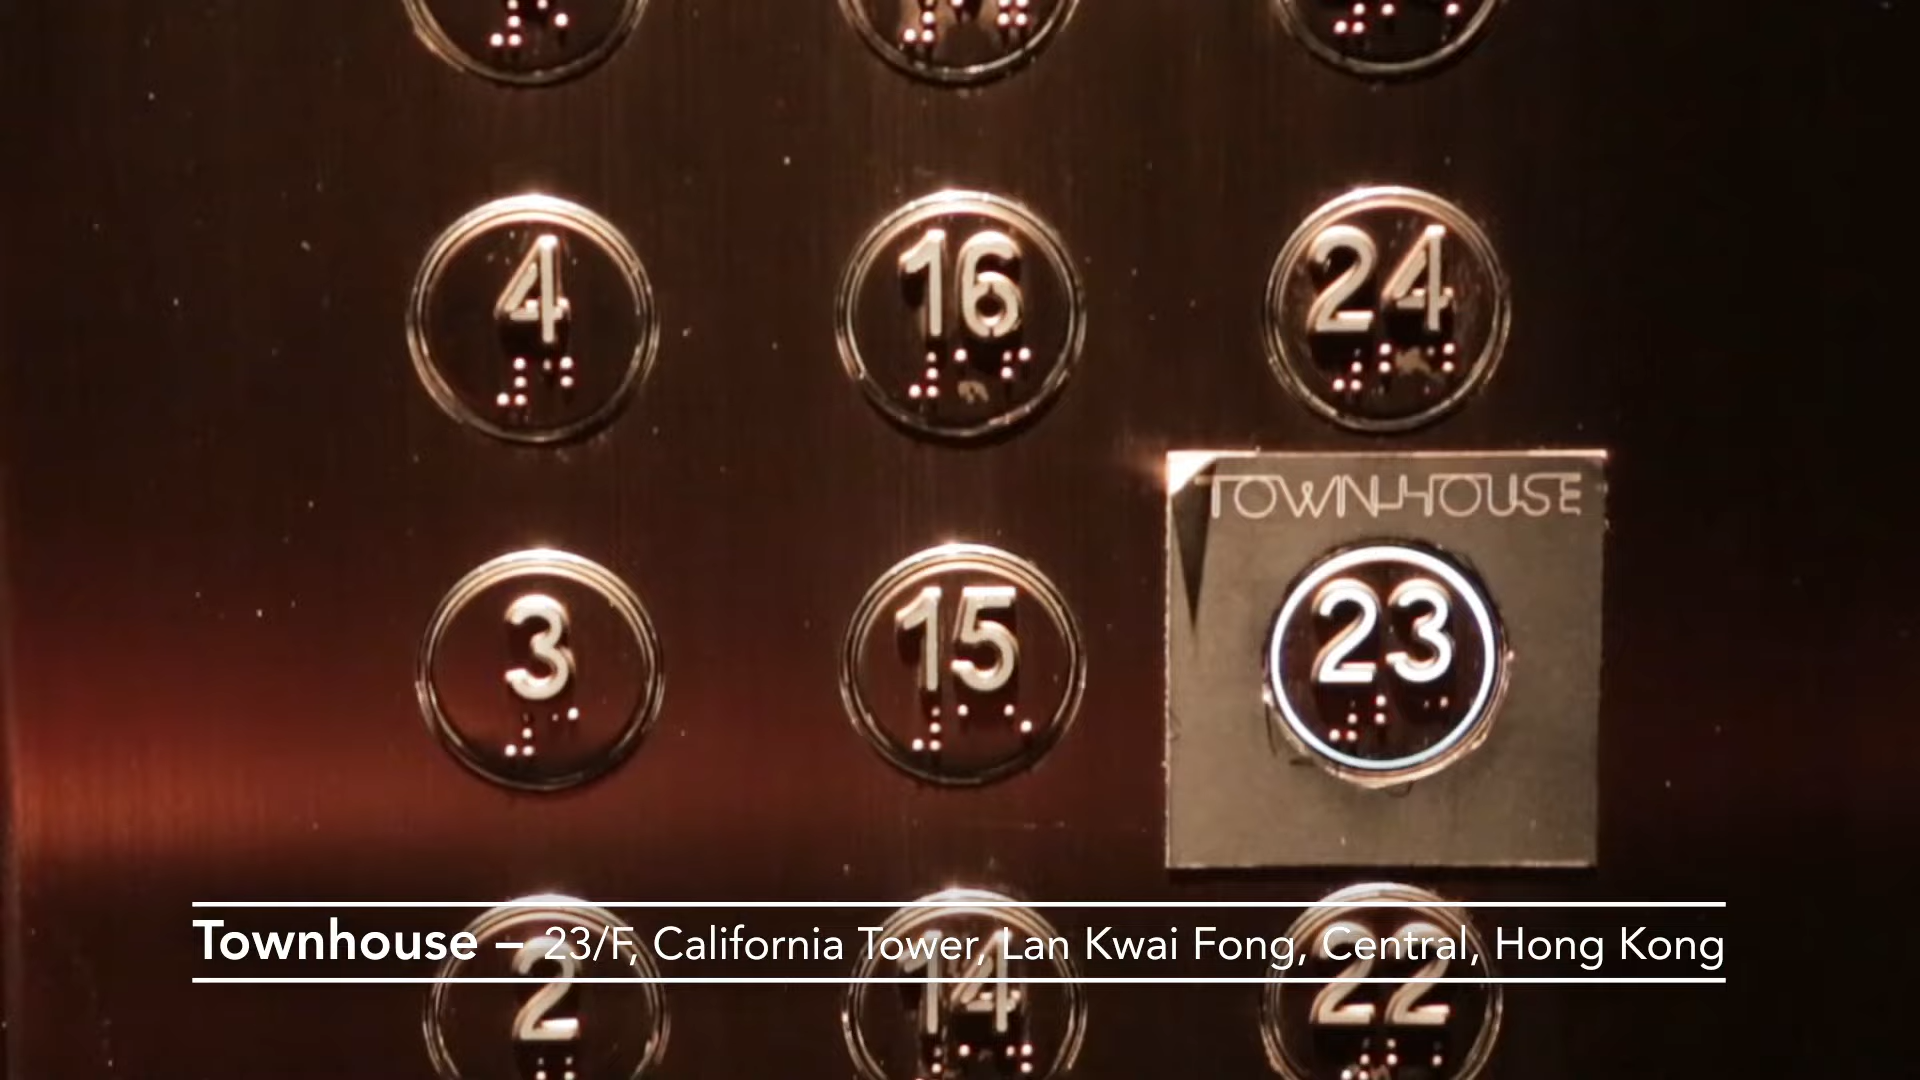 4 16 24
TOWNHOUSE
3 15 23
Townhouse – 23/F, California Tower, Lan Kwai Fong, Central, Hong Kong
2 14 22